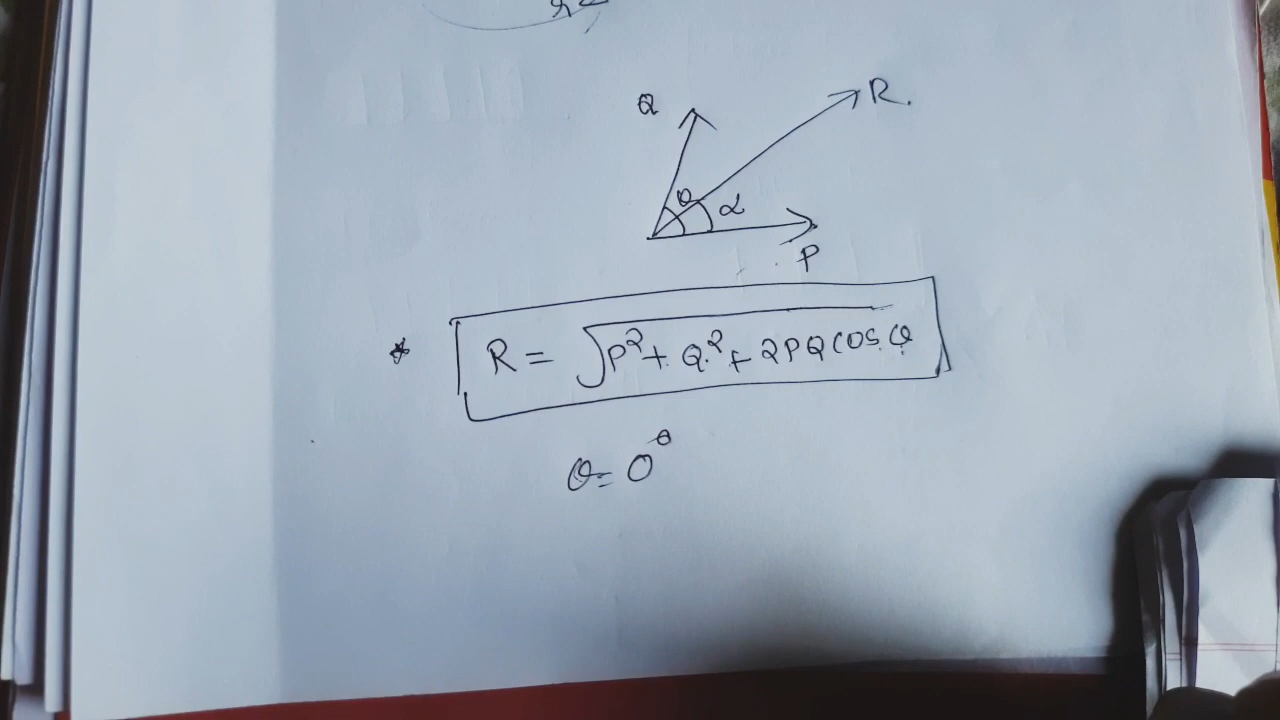 Q
R.
θ
α
P
* R = √P²+ Q²+ 2PQ cos θ
θ = 0°